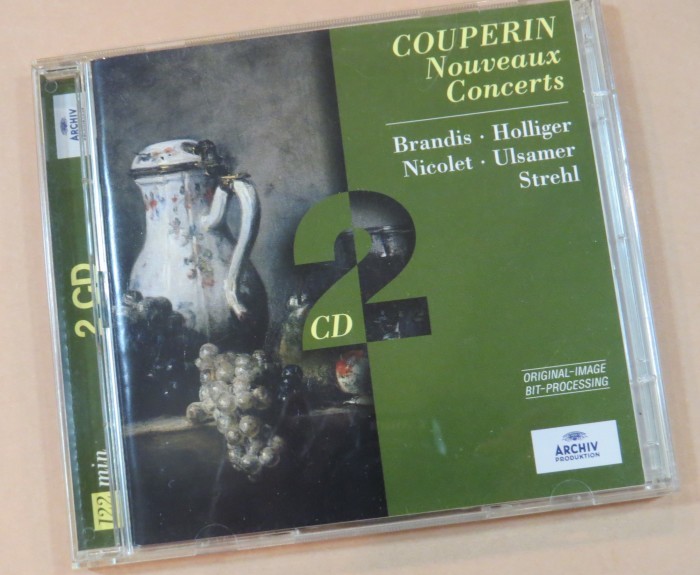 COUPERIN
Nouveaux
Concerts
Brandis · Holliger
Nicolet · Ulsamer
Strehl
2
CD
ORIGINAL-IMAGE
BIT-PROCESSING
ARCHIV
PRODUKTION
ARCHIV
2 CD
122 min